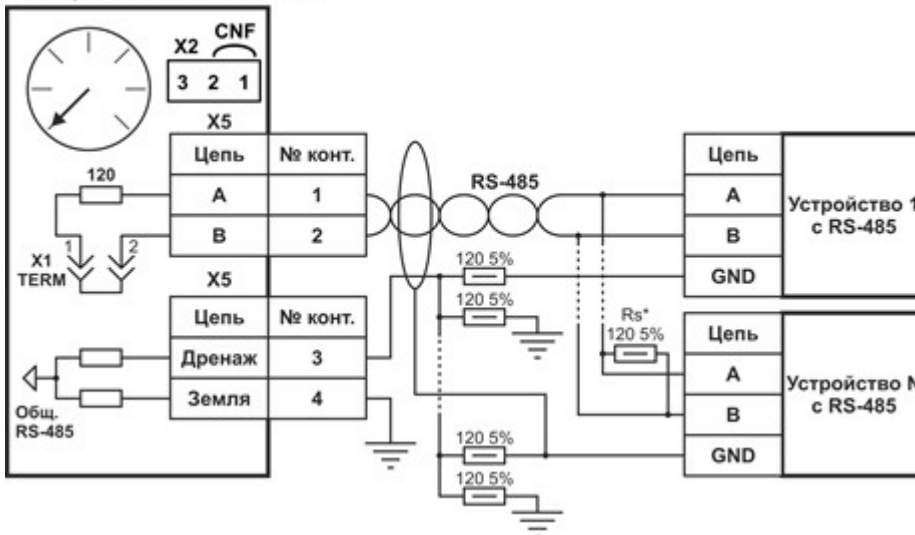 CNF
X2
3 2 1
X5
Цепь № конт.
A 1
B 2
120
1 2
X1
TERM
X5
Цепь № конт.
Дренаж 3
Земля 4
Общ.
RS-485
RS-485
120 5%
120 5%
Rs*
120 5%
120 5%
120 5%
Цепь
A
B
GND
Устройство 1
с RS-485
Цепь
A
B
GND
Устройство N
с RS-485